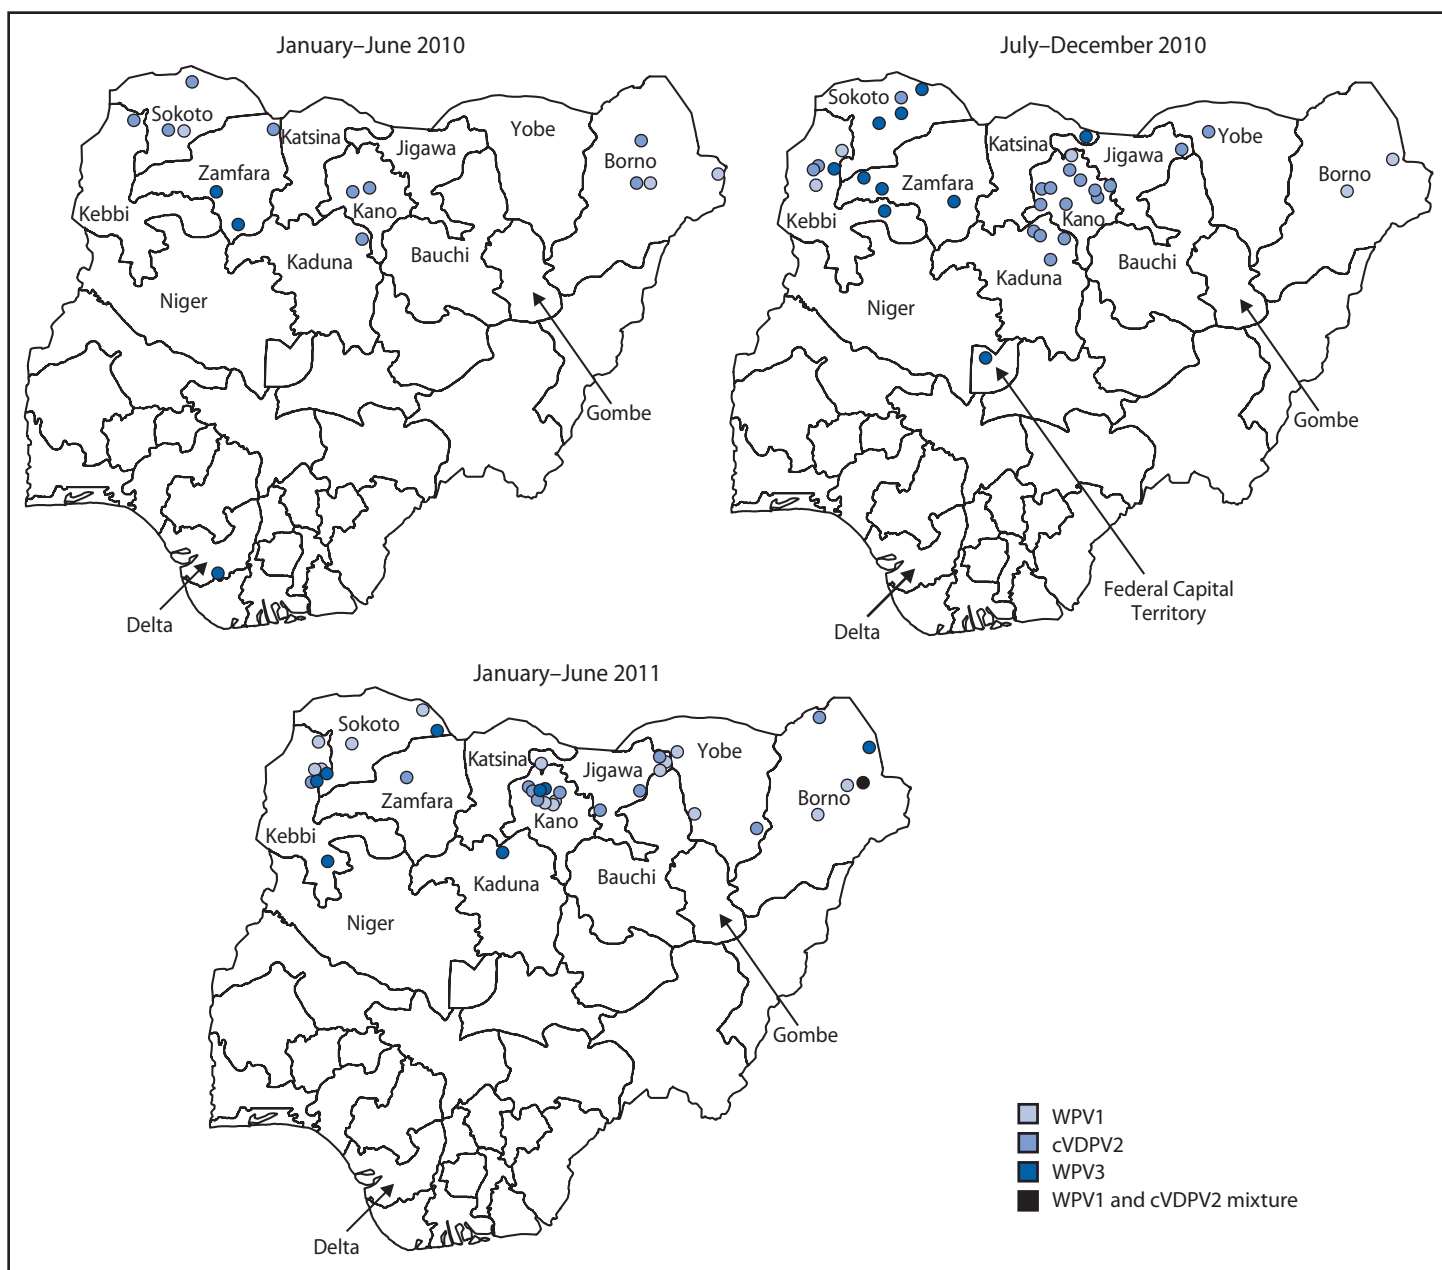 January–June 2010
Sokoto
Katsina
Yobe
Jigawa
Borno
Zamfara
Kebbi
Kano
Kaduna
Bauchi
Niger
Gombe
Delta
July–December 2010
Sokoto
Katsina
Yobe
Jigawa
Borno
Zamfara
Kebbi
Kano
Kaduna
Bauchi
Niger
Gombe
Federal Capital
Territory
Delta
January–June 2011
Sokoto
Katsina
Yobe
Jigawa
Zamfara
Borno
Kano
Kebbi
Kaduna
Bauchi
Niger
Gombe
Delta
WPV1
cVDPV2
WPV3
WPV1 and cVDPV2 mixture